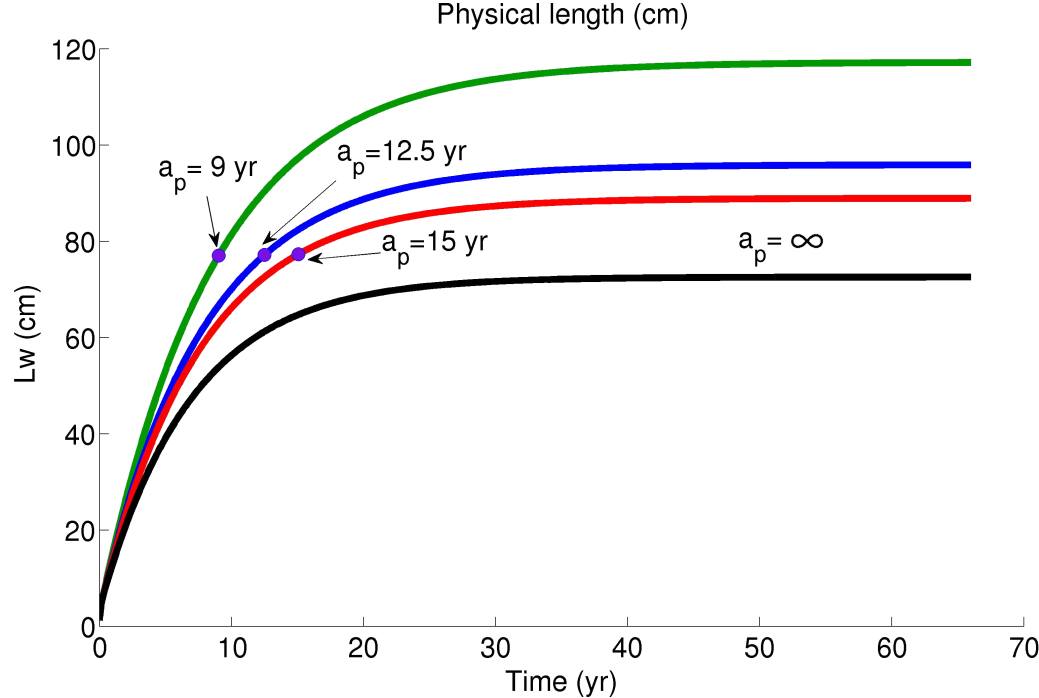 Physical length (cm)
120
100
80
60
40
20
0
Lw (cm)
a_p= 9 yr
a_p=12.5 yr
a_p=15 yr
a_p= ∞
0 10 20 30 40 50 60 70
Time (yr)